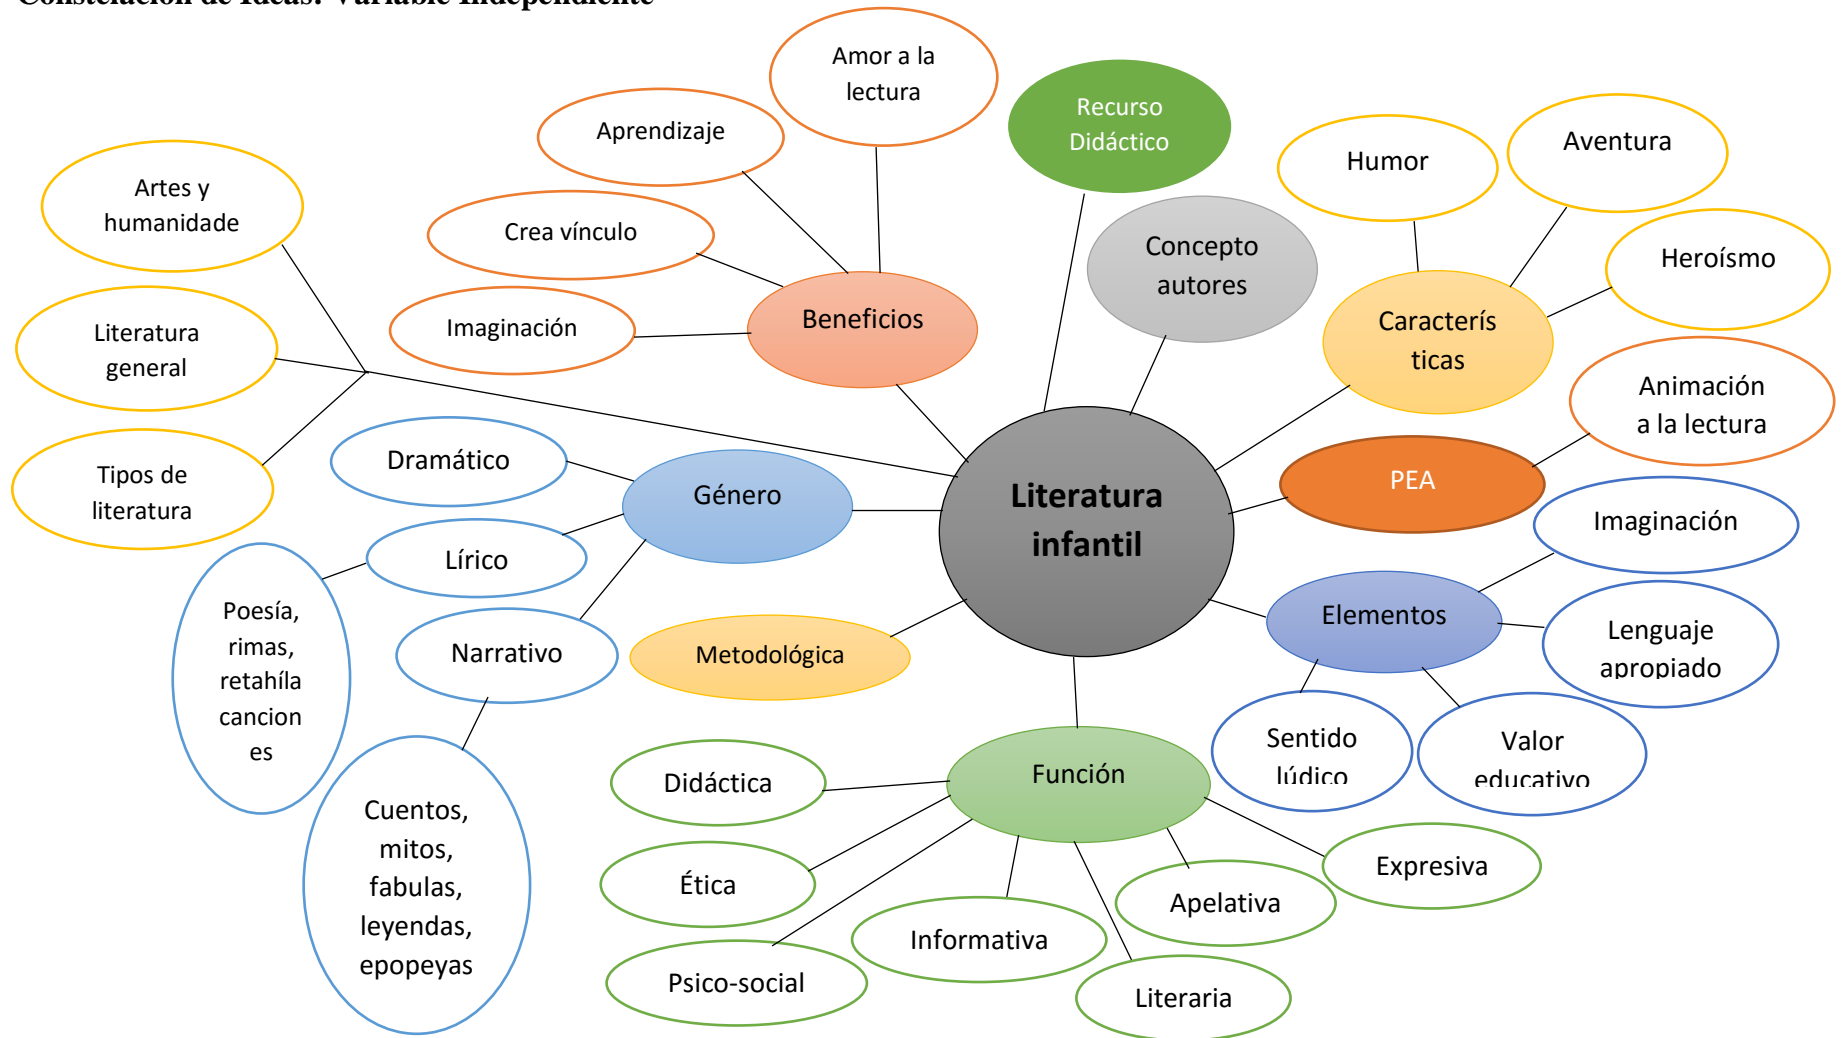 Constelación de Ideas: Variable Independiente
Amor a la
lectura
Aprendizaje
Crea vínculo
Imaginación
Beneficios
Recurso
Didáctico
Concepto
autores
Humor
Aventura
Heroísmo
Caracterís
ticas
Animación
a la lectura
PEA
Artes y
humanidade
Literatura
general
Tipos de
literatura
Literatura
infantil
Género
Dramático
Lírico
Narrativo
Poesía,
rimas,
retahíla
cancion
es
Cuentos,
mitos,
fabulas,
leyendas,
epopeyas
Metodológica
Elementos
Imaginación
Lenguaje
apropiado
Valor
educativo
Sentido
lúdico
Función
Didáctica
Ética
Psico-social
Informativa
Literaria
Apelativa
Expresiva